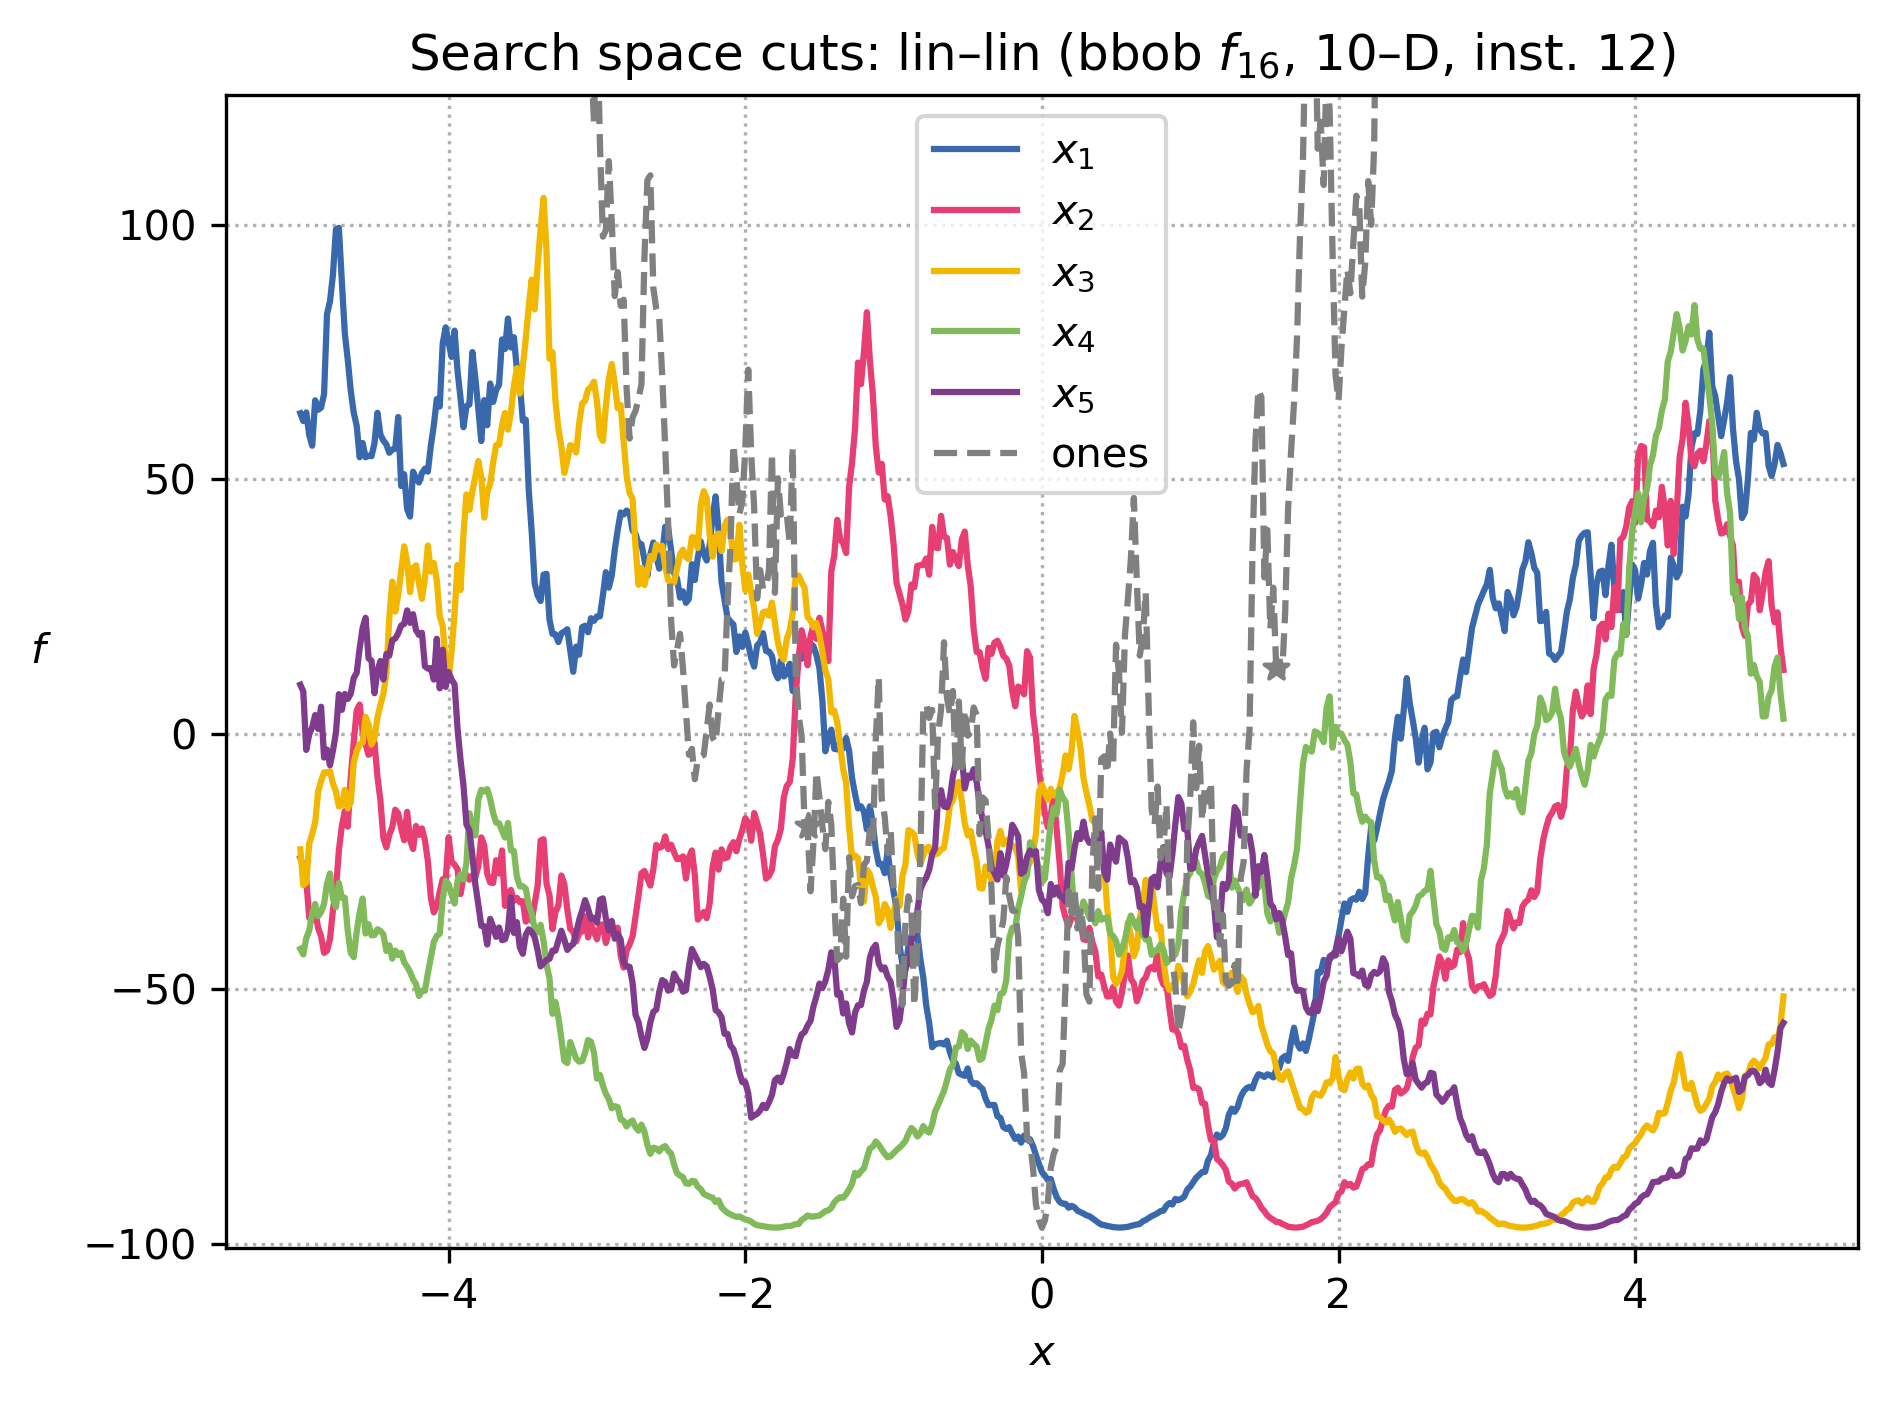 Search space cuts: lin–lin (bbob f₁₆, 10–D, inst. 12)
x₁
x₂
x₃
x₄
x₅
ones
100
50
0
−50
−100
f
−4
−2
0
2
4
x